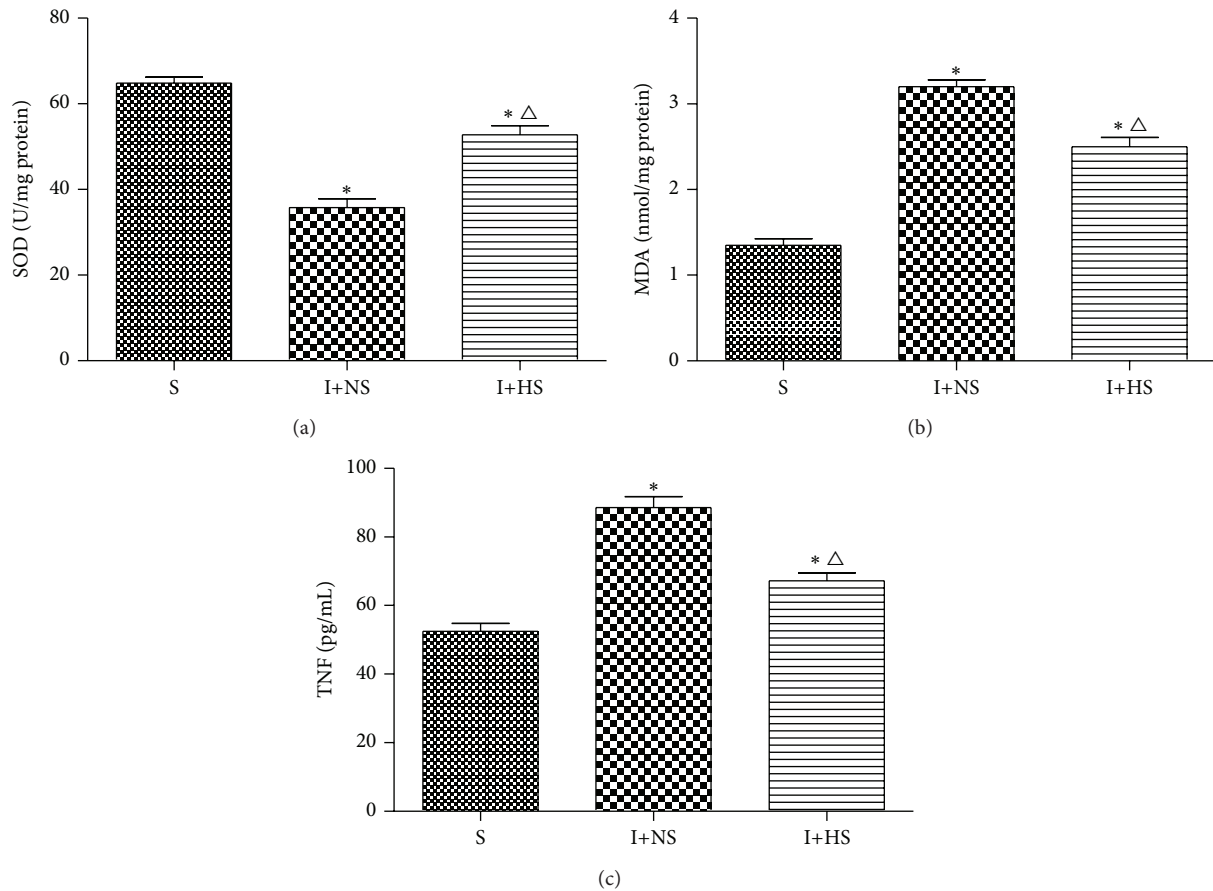 80
60
40
20
0
SOD (U/mg protein)
*
* △
S
I+NS
I+HS
(a)
4
3
2
1
0
MDA (nmol/mg protein)
*
* △
S
I+NS
I+HS
(b)
100
80
60
40
20
0
TNF (pg/mL)
*
* △
S
I+NS
I+HS
(c)